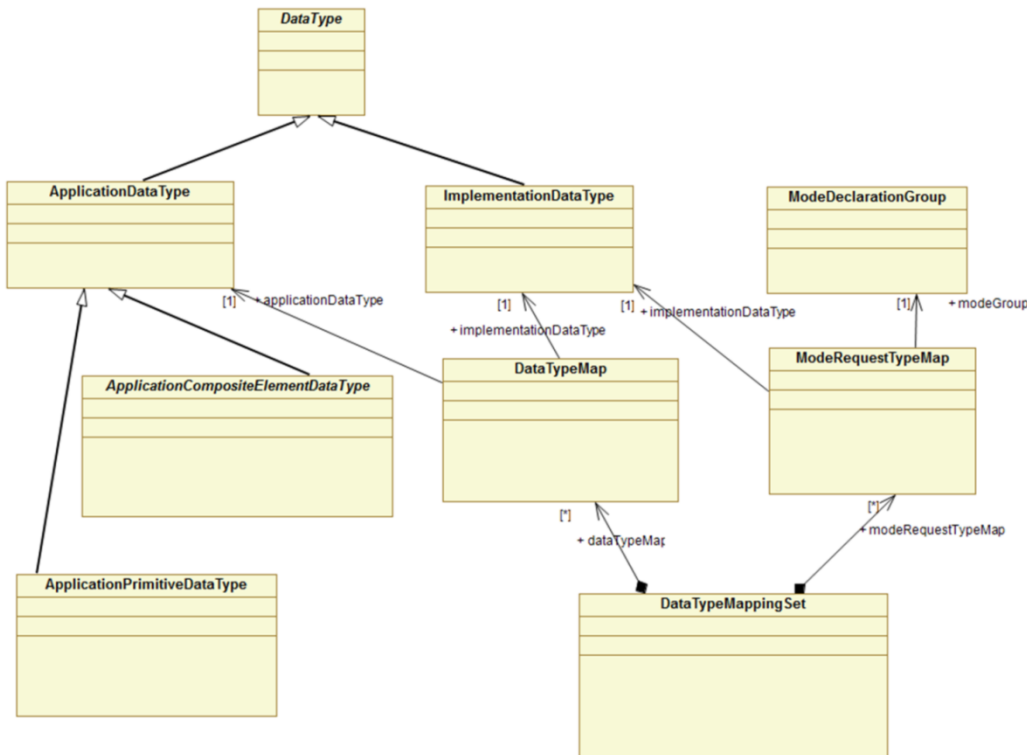 DataType
ApplicationDataType
ImplementationDataType
ModeDeclarationGroup
[1]
+ applicationDataType
[1]
+ implementationDataType
[1]
+ implementationDataType
[1]
+ modeGroup
ApplicationCompositeElementDataType
DataTypeMap
ModeRequestTypeMap
[*]
+ dataTypeMap
[*]
+ modeRequestTypeMap
ApplicationPrimitiveDataType
DataTypeMappingSet